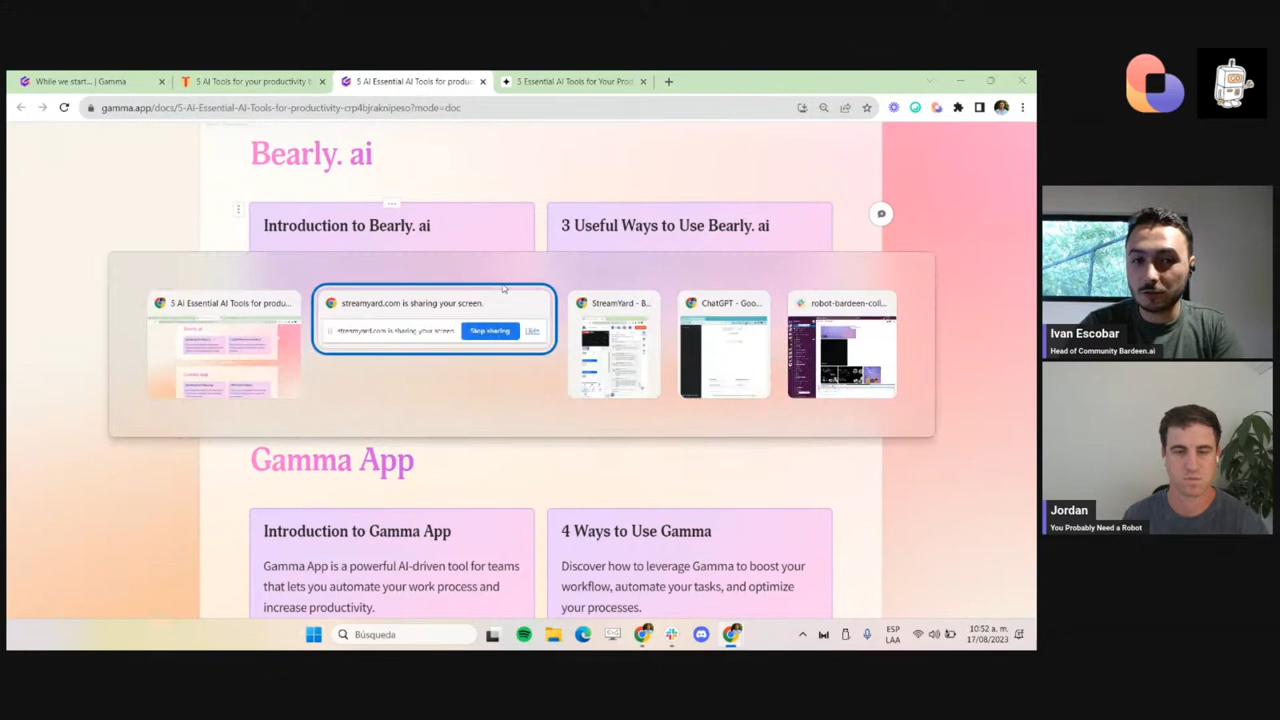 While we start... | Gamma
5 AI Tools for your productivity b
5 AI Essential AI Tools for produc
5 Essential AI Tools for Your Prod
gamma.app/docs/5-AI-Essential-AI-Tools-for-productivity-crp4bjraknipeso?mode=doc
Bearly. ai
Introduction to Bearly. ai
3 Useful Ways to Use Bearly. ai
5 Ai Essential AI Tools for produ...
streamyard.com is sharing your screen.
StreamYard - B...
ChatGPT - Goo...
robot-bardeen-coll...
streamyard.com is sharing your screen.
Stop sharing
Hide
Gamma App
Introduction to Gamma App
4 Ways to Use Gamma
Gamma App is a powerful AI-driven tool for teams
that lets you automate your work process and
increase productivity.
Discover how to leverage Gamma to boost your
workflow, automate your tasks, and optimize
your processes.
Búsqueda
ESP
LAA
10:52 a. m.
17/08/2023
Ivan Escobar
Head of Community Bardeen.ai
Jordan
You Probably Need a Robot